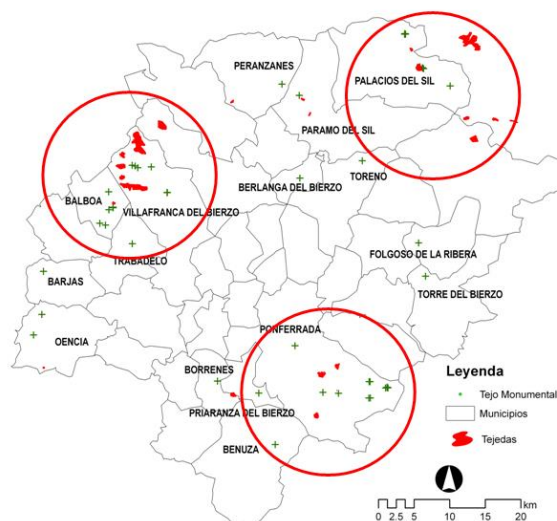 PERANZANES
PALACIOS DEL SIL
PARAMO DEL SIL
TORENO
BERLANGA DEL BIERZO
BALBOA
VILLAFRANCA DEL BIERZO
TRABADELO
FOLGOSO DE LA RIBERA
BARJAS
TORRE DEL BIERZO
PONFERRADA
OENCIA
BORRENES
PRIARANZA DEL BIERZO
BENUZA
Leyenda
Tejo Monumental
Municipios
Tejedas
km
0 2.5 5 10 15 20